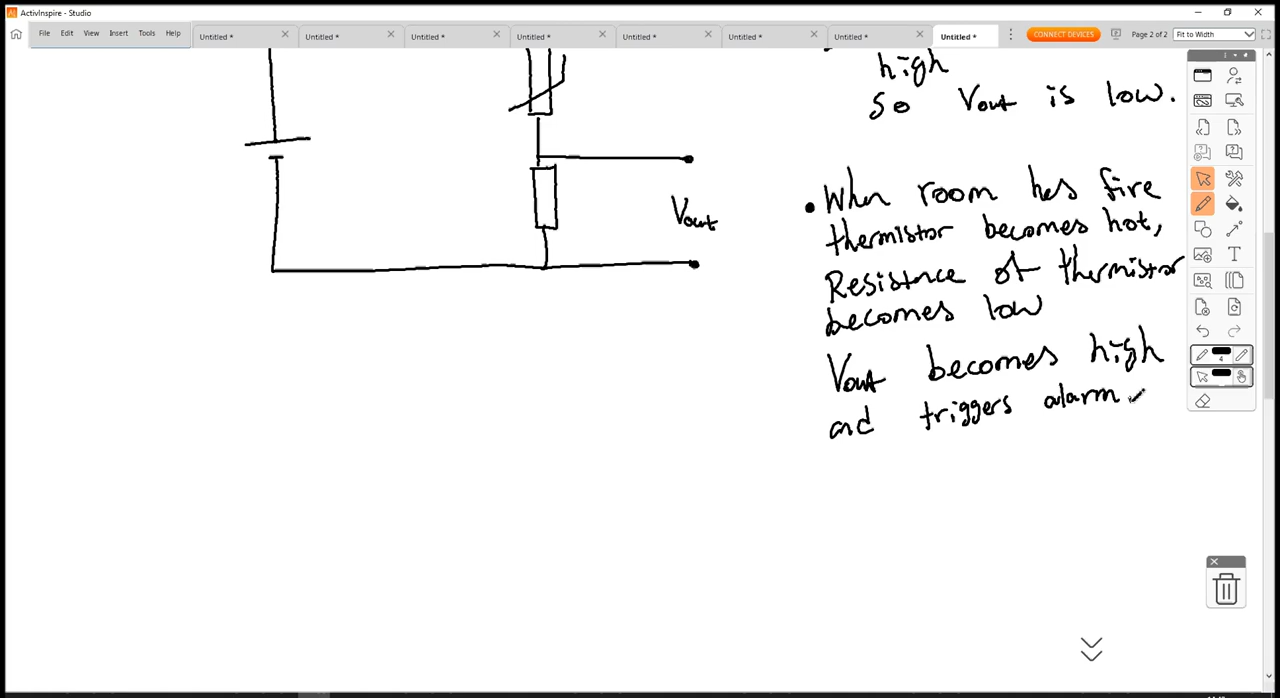 ActivInspire - Studio
File Edit View Insert Tools Help
Untitled * Untitled * Untitled * Untitled * Untitled * Untitled * Untitled * Untitled *
CONNECT DEVICES
Page 2 of 2
Fit to Width
high
So Vout is low.
• When room has fire
thermistor becomes hot,
Resistance of thermistor
becomes low
Vout becomes high
and triggers alarm
Vout
4